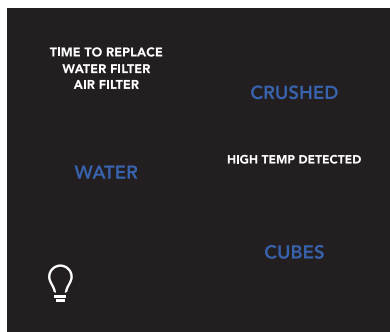 TIME TO REPLACE
WATER FILTER
AIR FILTER
CRUSHED
WATER
HIGH TEMP DETECTED
CUBES